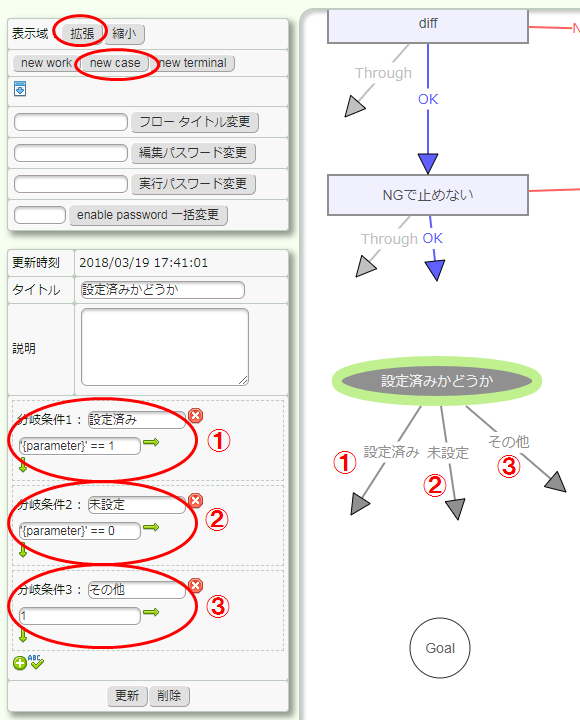 表示域： 拡張 縮小
new work new case new terminal
フロー タイトル変更
編集パスワード変更
実行パスワード変更
enable password 一括変更
更新時刻 2018/03/19 17:41:01
タイトル 設定済みかどうか
説明
分岐条件1： 設定済み
'{parameter}' == 1
①
分岐条件2： 未設定
'{parameter}' == 0
②
分岐条件3： その他
1
③
ABC
更新 削除
diff
N
Through
OK
NGで止めない
Through OK
設定済みかどうか
① 設定済み
② 未設定
③ その他
Goal